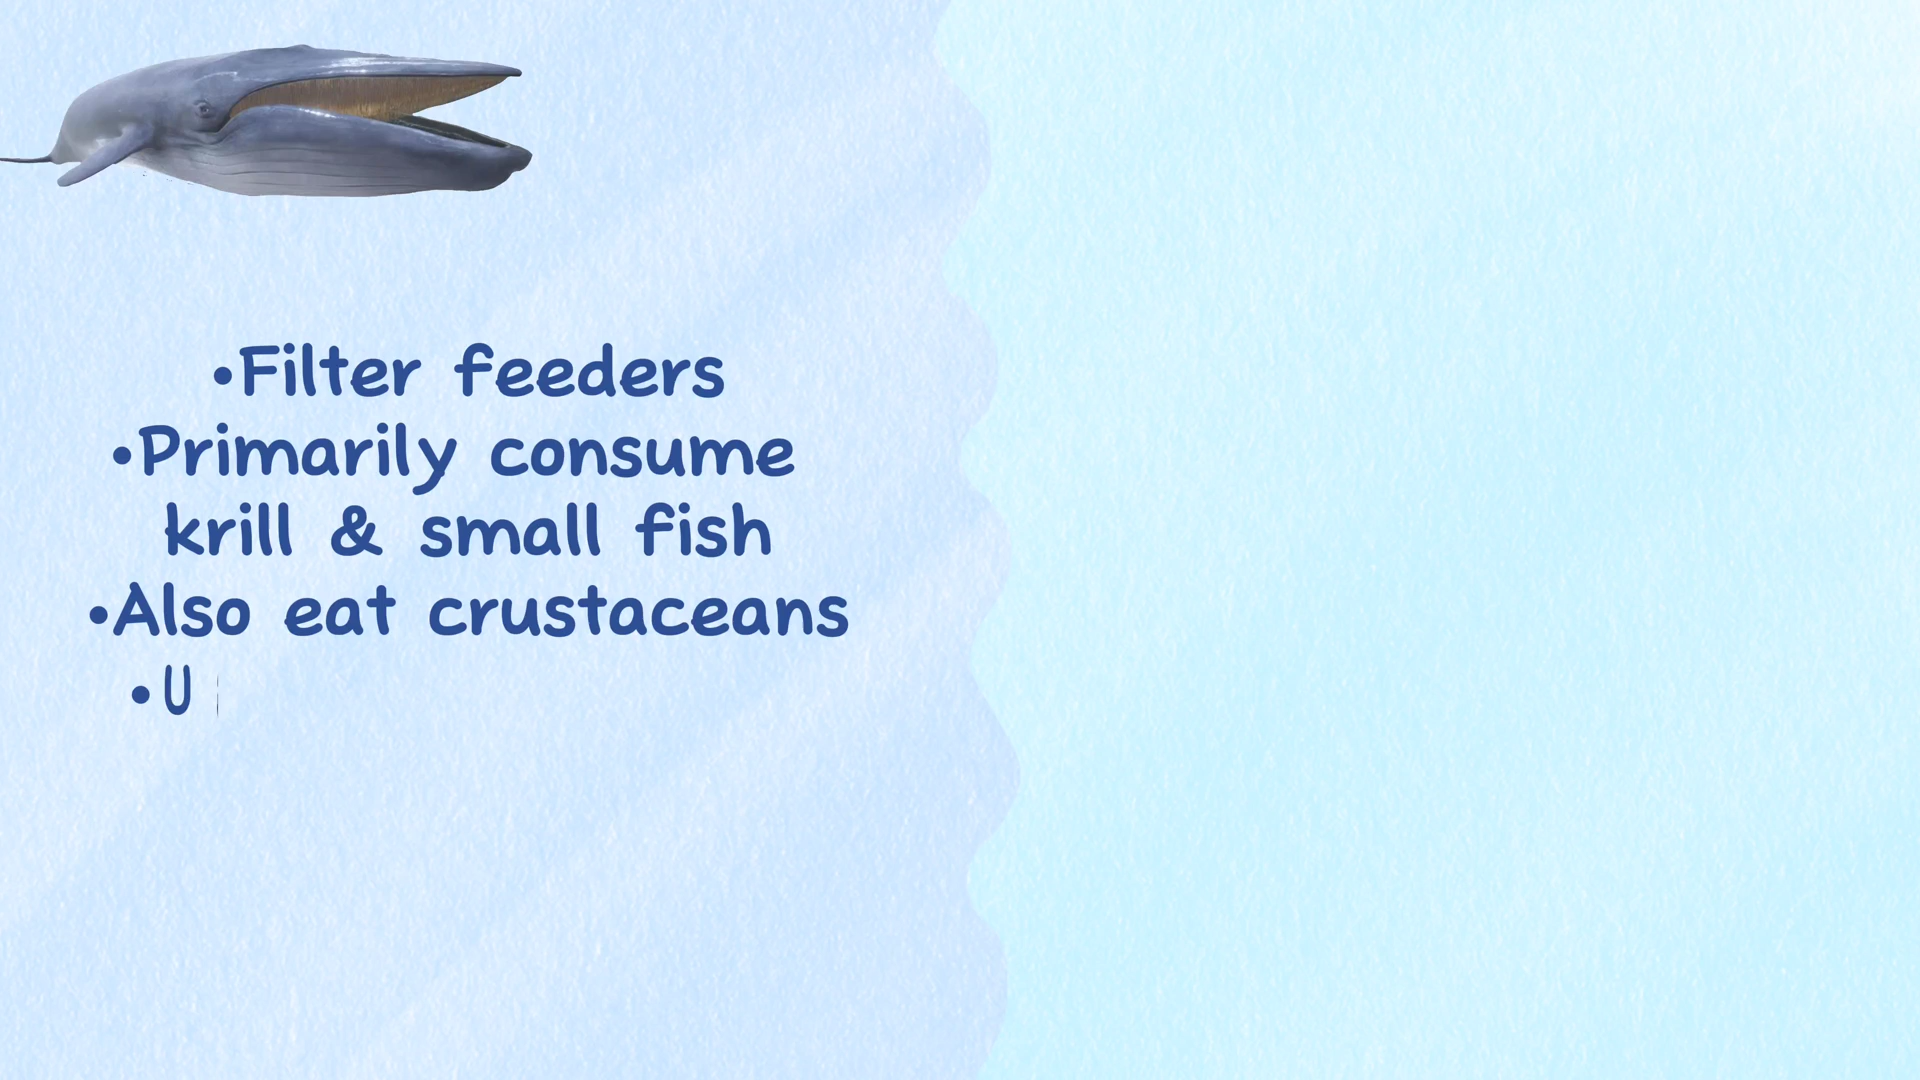 •Filter feeders
•Primarily consume
krill & small fish
•Also eat crustaceans
•U